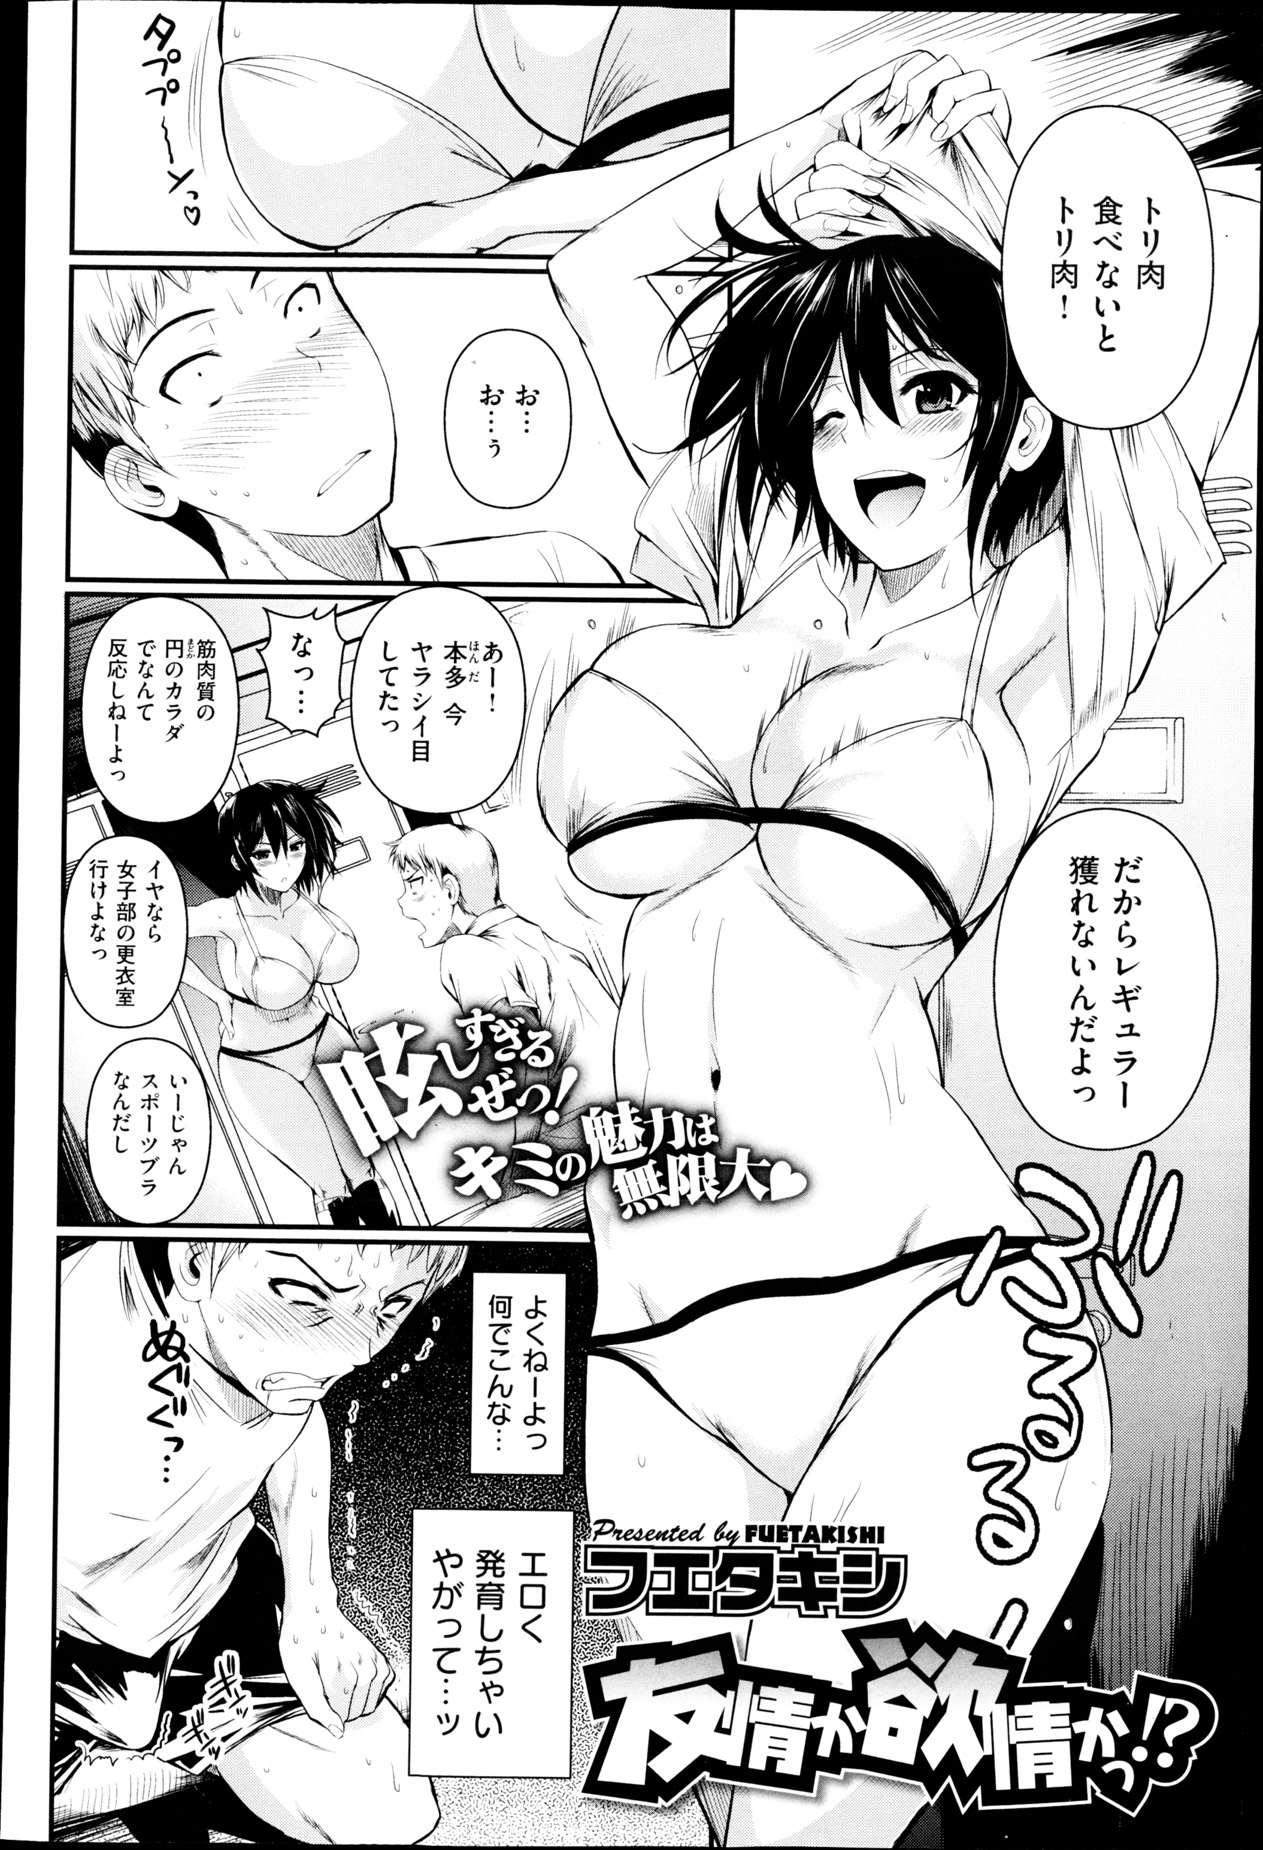 トリ肉
食べないと
トリ肉!
だからレギュラー
獲れないんだよっ
ぶるるる
タププ〜ンっ♡
お…
お…ぅ
あー!
本多 今
ほんだ
ヤラシイ目
してたっ
なっ…
筋肉質の
円のカラダ
まどか
でなんて
反応しねーよっ
イヤなら
女子部の更衣室
行けよなっ
いーじゃん
スポーツブラ
なんだし
眩しすぎる
ぜっ!
キミの魅力は
無限大♥
よくねーよっ
何でこんな…
ぬぐぐっ…
エロく
発育しちゃい
やがって…ッ
Presented by FUETAKISHI
フエタキシ
友情か欲情かっ!?